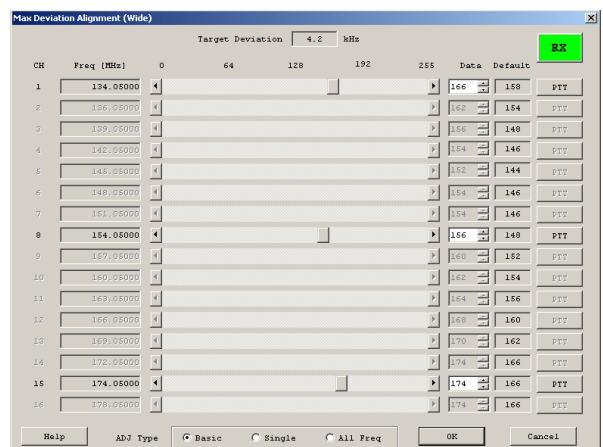 Max Deviation Alignment (Wide)
Target Deviation 4.2 kHz
RX
CH Freq [MHz] 0 64 128 192 255 Data Default
1 134.05000 166 158 PTT
2 136.05000 162 154 PTT
3 139.05000 156 148 PTT
4 142.05000 154 146 PTT
5 145.05000 152 144 PTT
6 148.05000 154 146 PTT
7 151.05000 154 146 PTT
8 154.05000 156 148 PTT
9 157.05000 160 152 PTT
10 160.05000 162 154 PTT
11 163.05000 164 156 PTT
12 166.05000 168 160 PTT
13 169.05000 170 162 PTT
14 172.05000 174 166 PTT
15 174.05000 174 166 PTT
16 178.05000 174 166 PTT
Help ADJ Type Basic Single All Freq OK Cancel